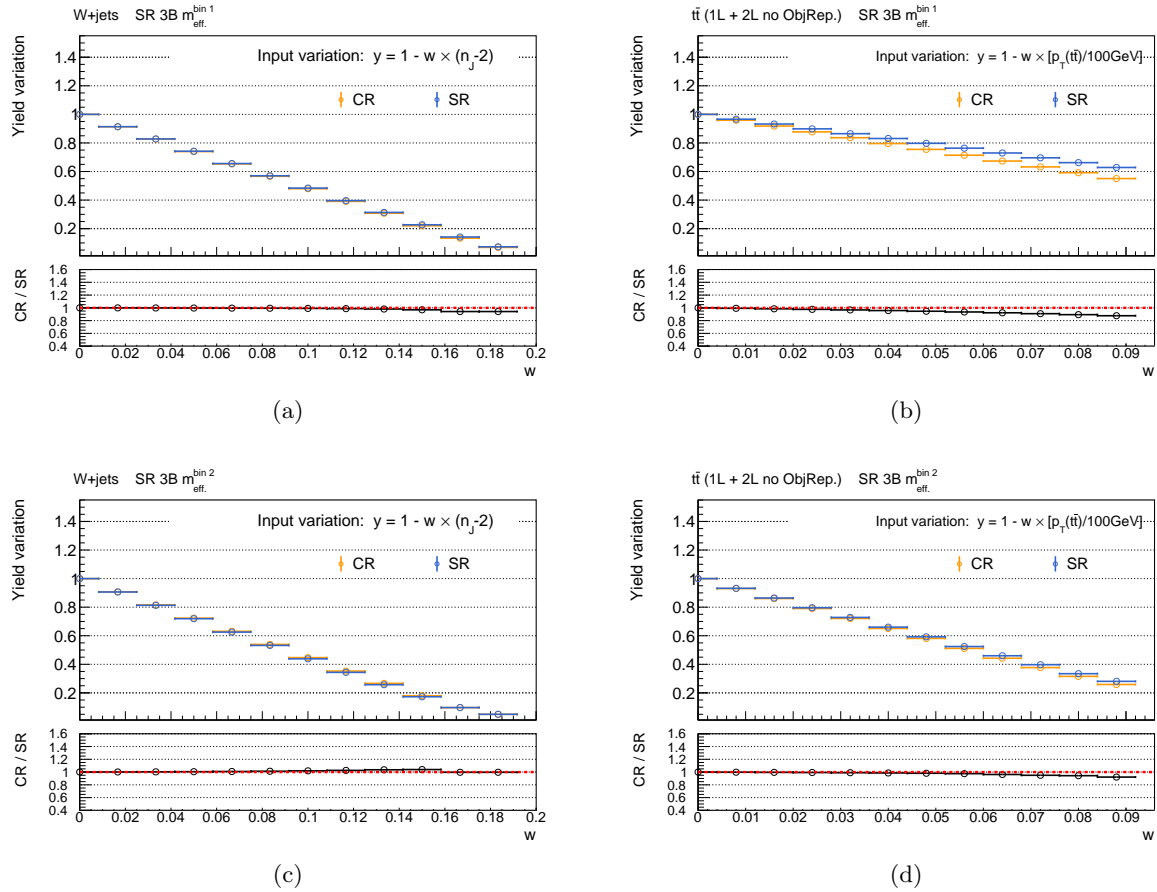 W+jets SR 3B m_eff.^bin 1
Yield variation
Input variation: y = 1 - w × (n_J-2)
CR SR
1.4
1.2
1
0.8
0.6
0.4
0.2
CR / SR
1.6
1.4
1.2
1
0.8
0.6
0.4
0 0.02 0.04 0.06 0.08 0.1 0.12 0.14 0.16 0.18 0.2
w
(a)
tt̄ (1L + 2L no ObjRep.) SR 3B m_eff.^bin 1
Yield variation
Input variation: y = 1 - w × [p_T(tt̄)/100GeV]
CR SR
1.4
1.2
1
0.8
0.6
0.4
0.2
CR / SR
1.6
1.4
1.2
1
0.8
0.6
0.4
0 0.01 0.02 0.03 0.04 0.05 0.06 0.07 0.08 0.09
w
(b)
W+jets SR 3B m_eff.^bin 2
Yield variation
Input variation: y = 1 - w × (n_J-2)
CR SR
1.4
1.2
1
0.8
0.6
0.4
0.2
CR / SR
1.6
1.4
1.2
1
0.8
0.6
0.4
0 0.02 0.04 0.06 0.08 0.1 0.12 0.14 0.16 0.18 0.2
w
(c)
tt̄ (1L + 2L no ObjRep.) SR 3B m_eff.^bin 2
Yield variation
Input variation: y = 1 - w × [p_T(tt̄)/100GeV]
CR SR
1.4
1.2
1
0.8
0.6
0.4
0.2
CR / SR
1.6
1.4
1.2
1
0.8
0.6
0.4
0 0.01 0.02 0.03 0.04 0.05 0.06 0.07 0.08 0.09
w
(d)